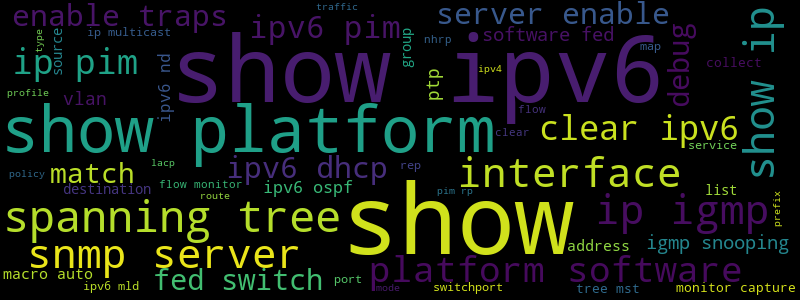 enable traps
ip multicast
traffic
server enable
type
source
ipv6 pim
group
nhrp
software fed
map
debug
show ip
ip pim
show
ipv6
ipv4
collect
profile
vlan
ipv6 nd
ptp
flow
show platform
clear
clear ipv6
service
lacp
policy
match
ipv6 dhcp
rep
interface
destination
flow monitor
ipv6 ospf
pim rp
list
prefix
route
spanning tree
show
ip igmp
snmp server
address
igmp snooping
macro auto
ipv6 mld
fed switch
port
platform software
mode
switchport
tree mst
monitor capture